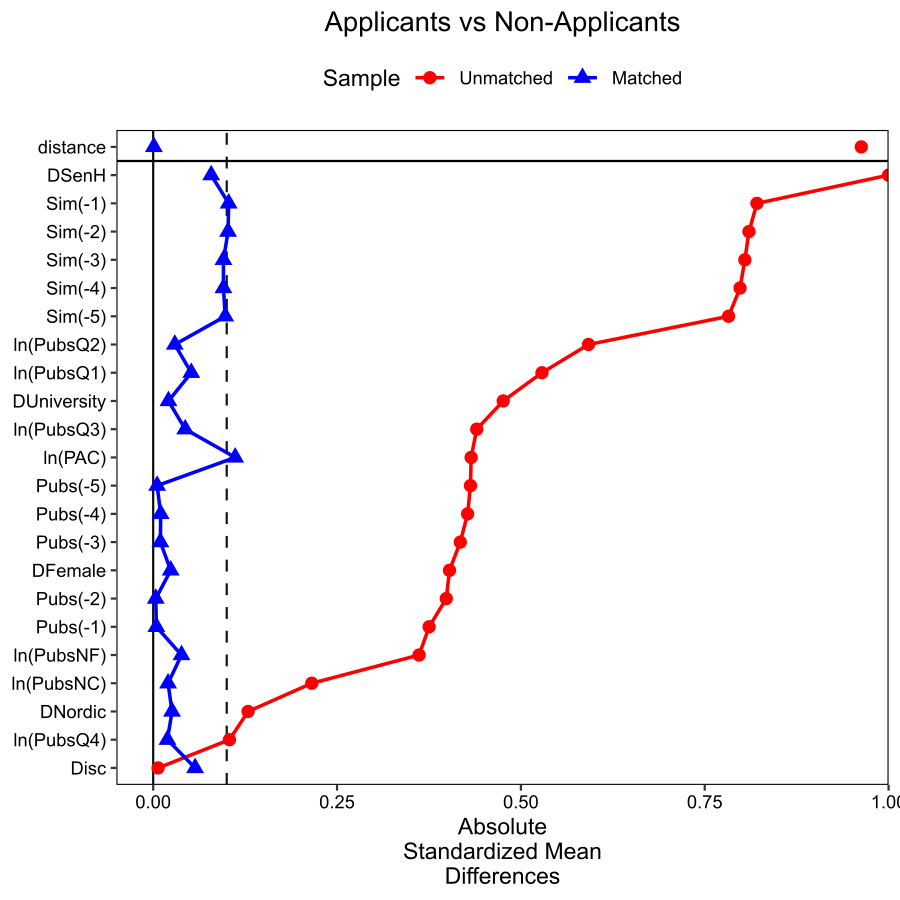 Applicants vs Non-Applicants
Sample Unmatched Matched
distance
DSenH
Sim(-1)
Sim(-2)
Sim(-3)
Sim(-4)
Sim(-5)
ln(PubsQ2)
ln(PubsQ1)
DUniversity
ln(PubsQ3)
ln(PAC)
Pubs(-5)
Pubs(-4)
Pubs(-3)
DFemale
Pubs(-2)
Pubs(-1)
ln(PubsNF)
ln(PubsNC)
DNordic
ln(PubsQ4)
Disc
0.00 0.25 0.50 0.75 1.00
Absolute
Standardized Mean
Differences